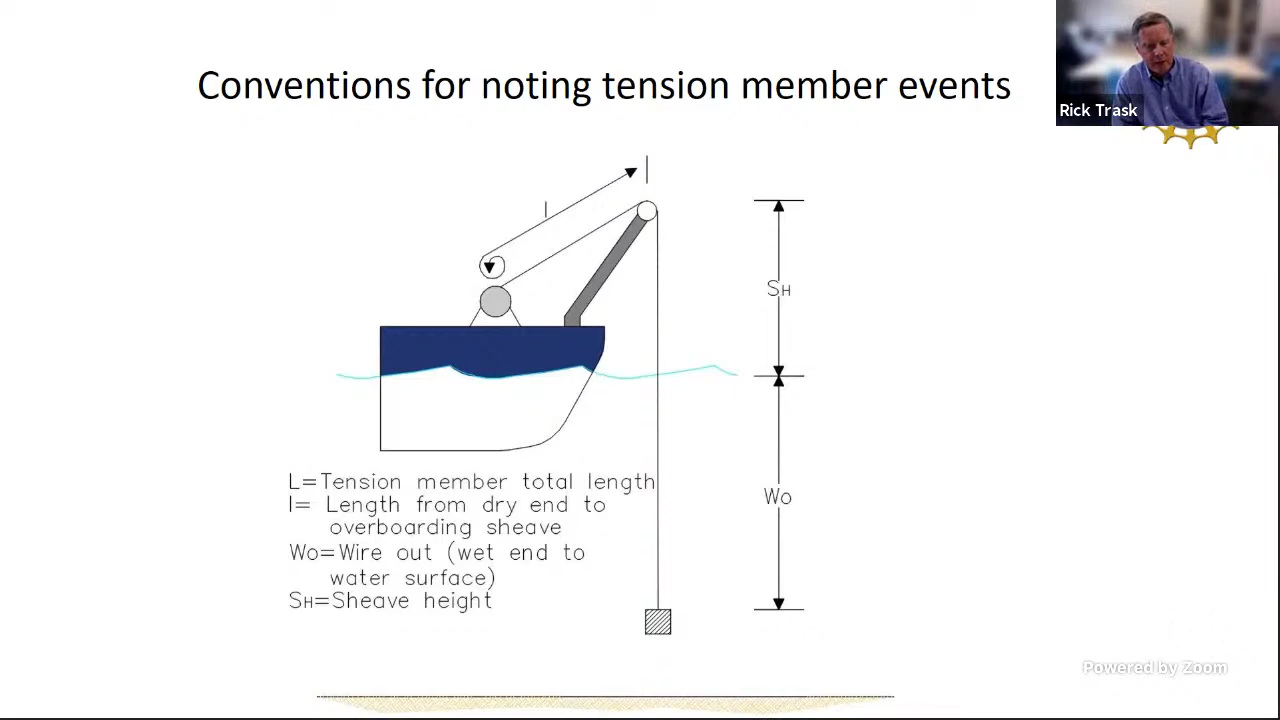 Conventions for noting tension member events
Rick Trask
l
SH
Wo
L=Tension member total length
l= Length from dry end to
overboarding sheave
Wo=Wire out (wet end to
water surface)
SH=Sheave height
Powered by Zoom